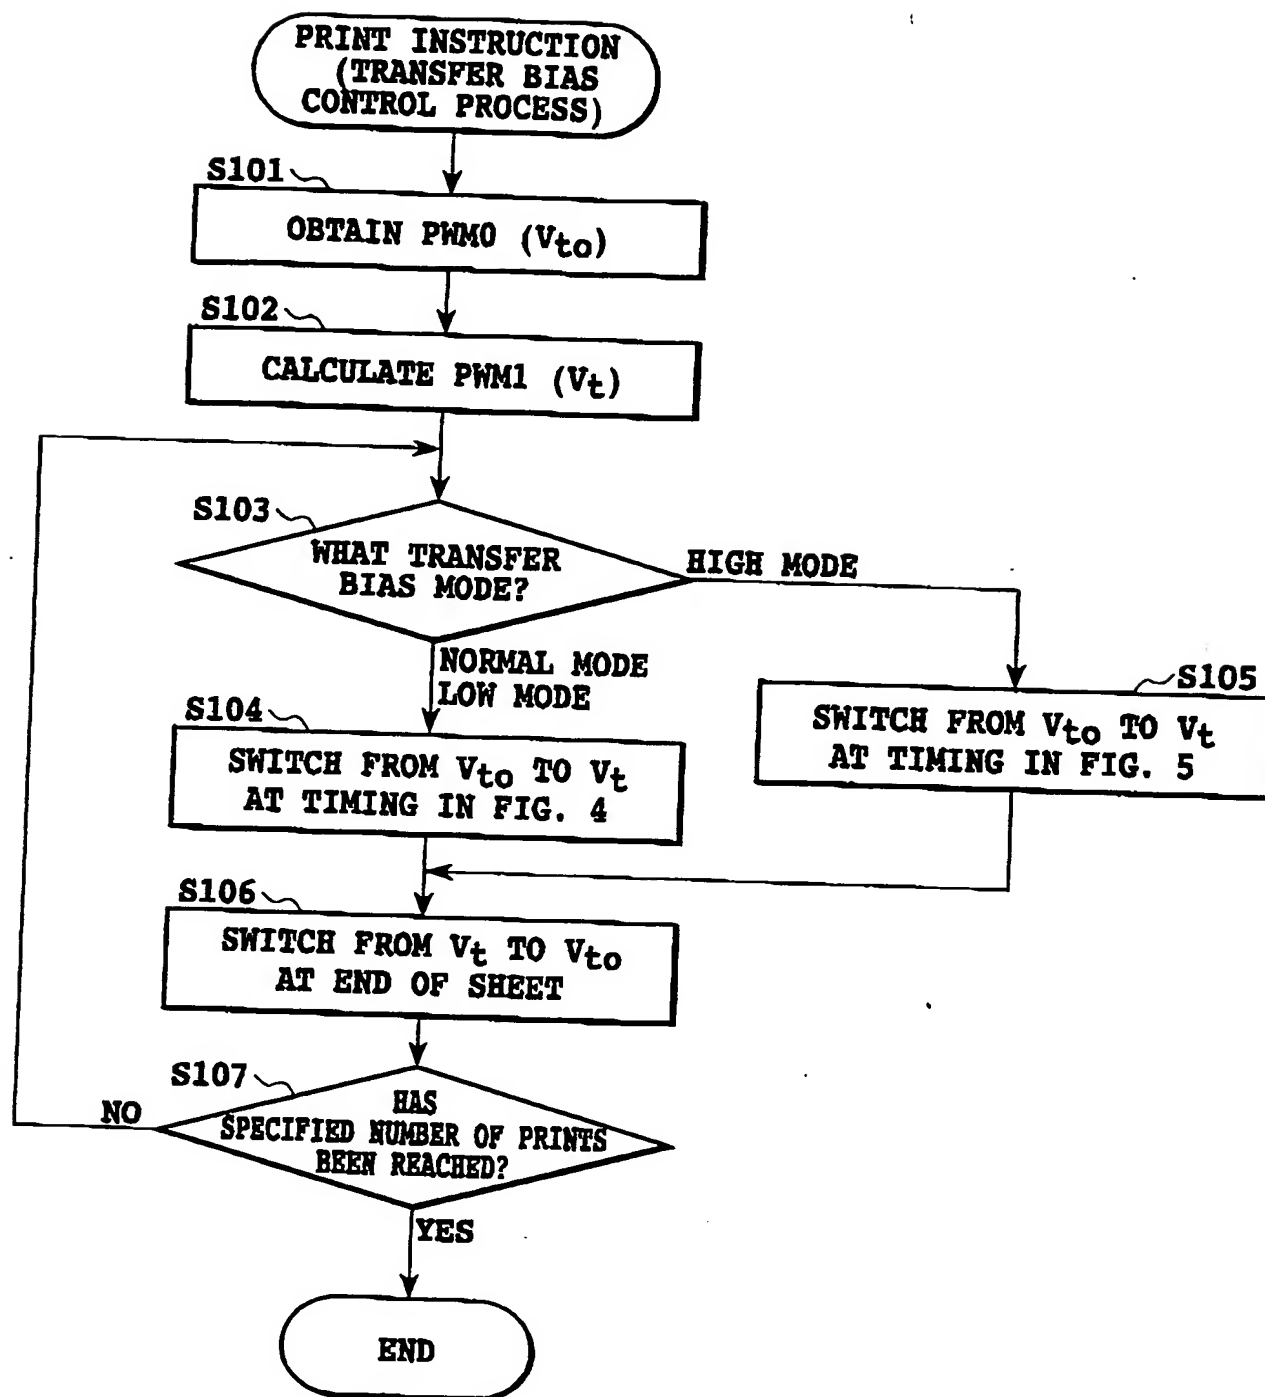 PRINT INSTRUCTION
(TRANSFER BIAS
CONTROL PROCESS)
S101
OBTAIN PWM0 (Vto)
S102
CALCULATE PWM1 (Vt)
S103
WHAT TRANSFER
BIAS MODE?
HIGH MODE
NORMAL MODE
LOW MODE
S104
SWITCH FROM Vto TO Vt
AT TIMING IN FIG. 4
S105
SWITCH FROM Vto TO Vt
AT TIMING IN FIG. 5
S106
SWITCH FROM Vt TO Vto
AT END OF SHEET
S107
HAS
SPECIFIED NUMBER OF PRINTS
BEEN REACHED?
NO
YES
END